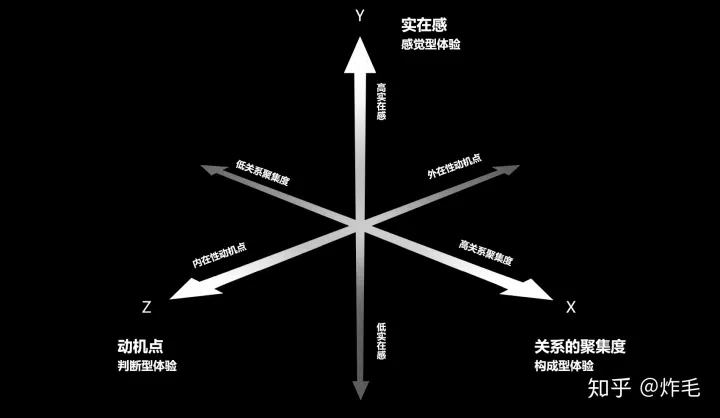 Y
实在感
感觉型体验
高实在感
低关系聚集度
外在性动机点
内在性动机点
高关系聚集度
Z
X
低实在感
动机点
判断型体验
关系的聚集度
构成型体验
知乎 @炸毛